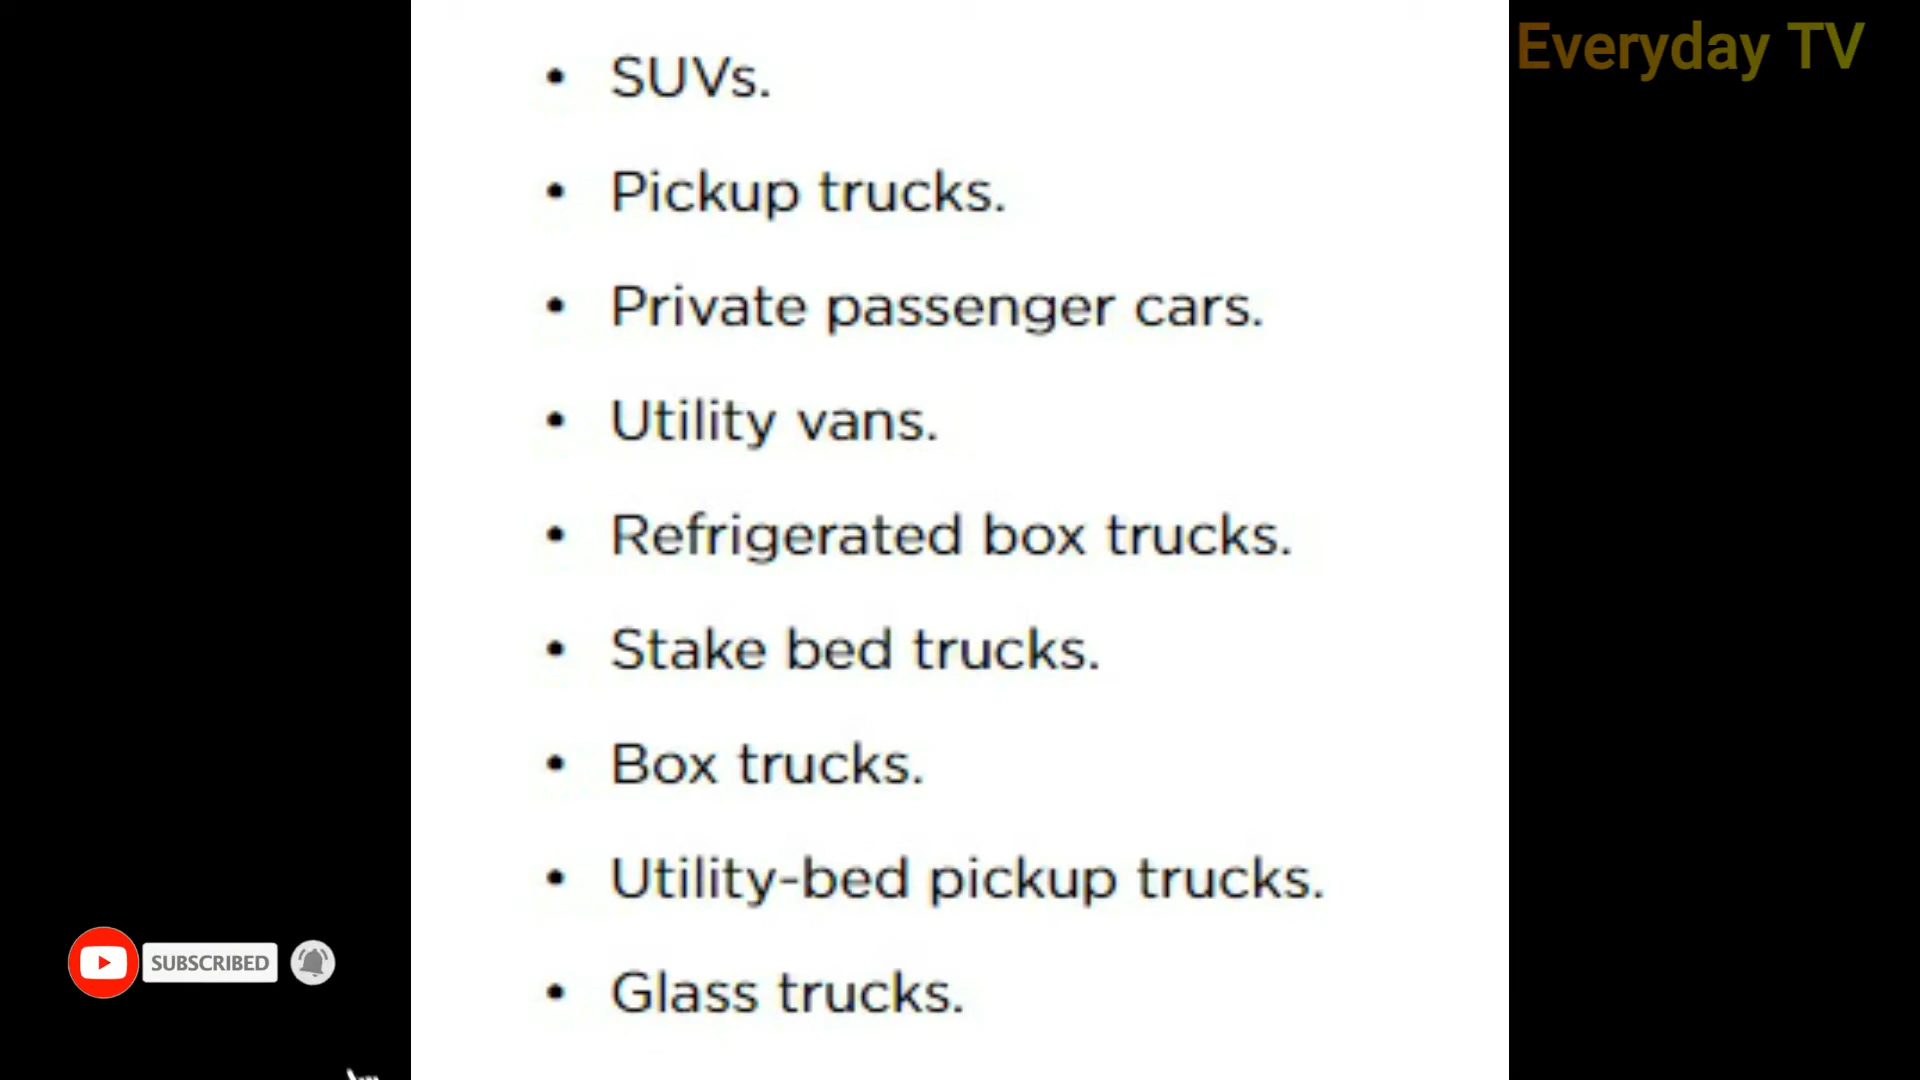 Everyday TV
• SUVs.
• Pickup trucks.
• Private passenger cars.
• Utility vans.
• Refrigerated box trucks.
• Stake bed trucks.
• Box trucks.
• Utility-bed pickup trucks.
• Glass trucks.
SUBSCRIBED